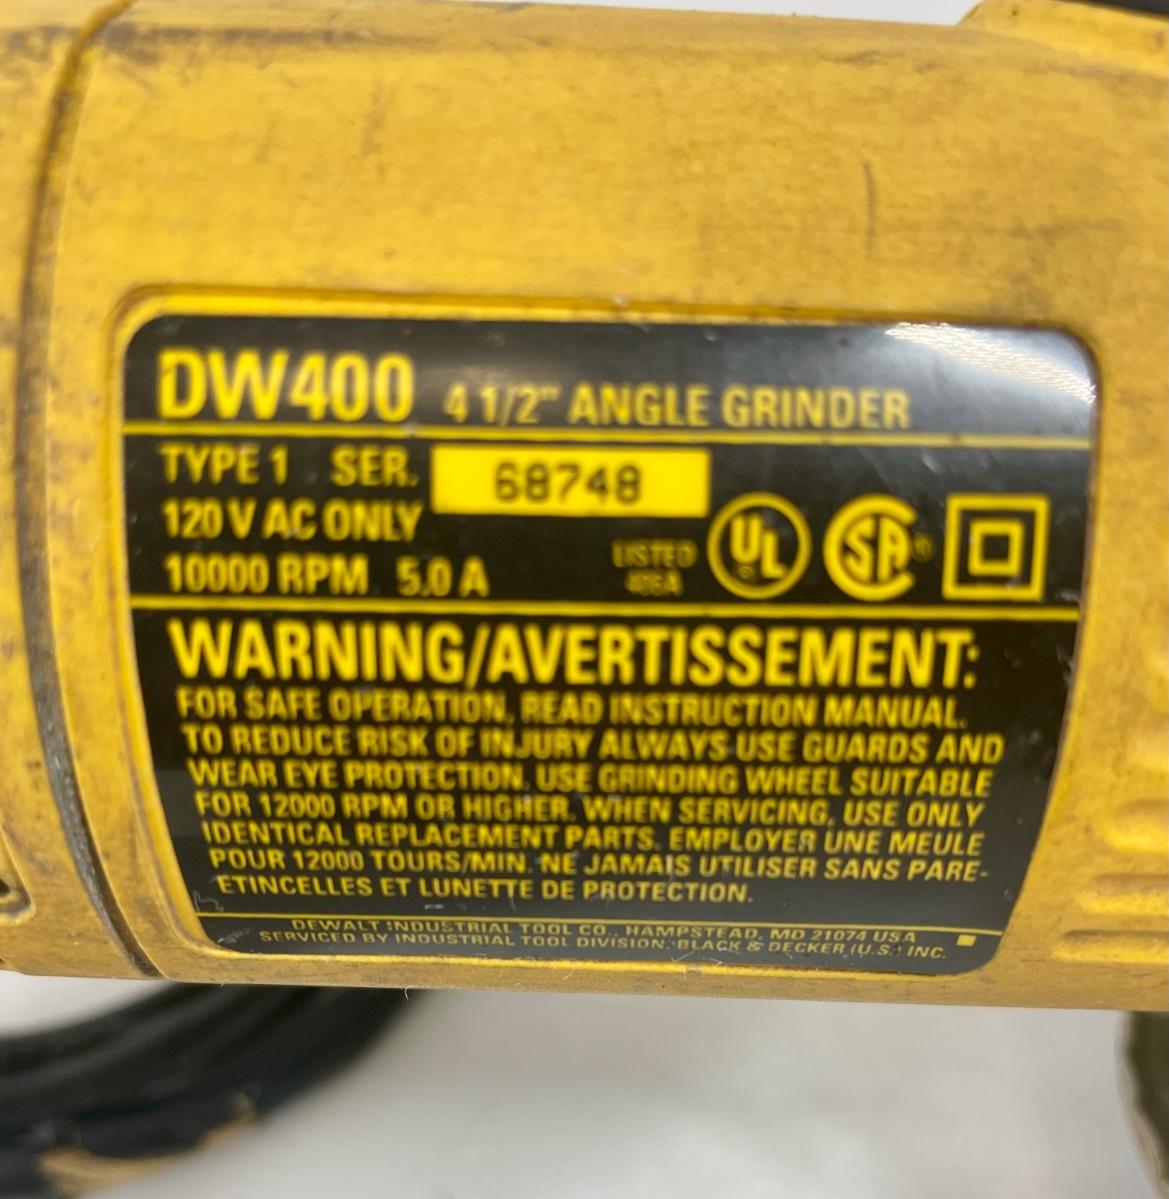 DW400 4 1/2" ANGLE GRINDER
TYPE 1 SER. 68748
120 V AC ONLY
10000 RPM 5.0 A
LISTED
UL
SA
WARNING/AVERTISSEMENT:
FOR SAFE OPERATION, READ INSTRUCTION MANUAL.
TO REDUCE RISK OF INJURY ALWAYS USE GUARDS AND
WEAR EYE PROTECTION. USE GRINDING WHEEL SUITABLE
FOR 12000 RPM OR HIGHER. WHEN SERVICING, USE ONLY
IDENTICAL REPLACEMENT PARTS. EMPLOYER UNE MEULE
POUR 12000 TOURS/MIN. NE JAMAIS UTILISER SANS PARE-
ETINCELLES ET LUNETTE DE PROTECTION.
DEWALT INDUSTRIAL TOOL CO., HAMPSTEAD, MD 21074 USA
SERVICED BY INDUSTRIAL TOOL DIVISION, BLACK & DECKER (U.S.) INC.